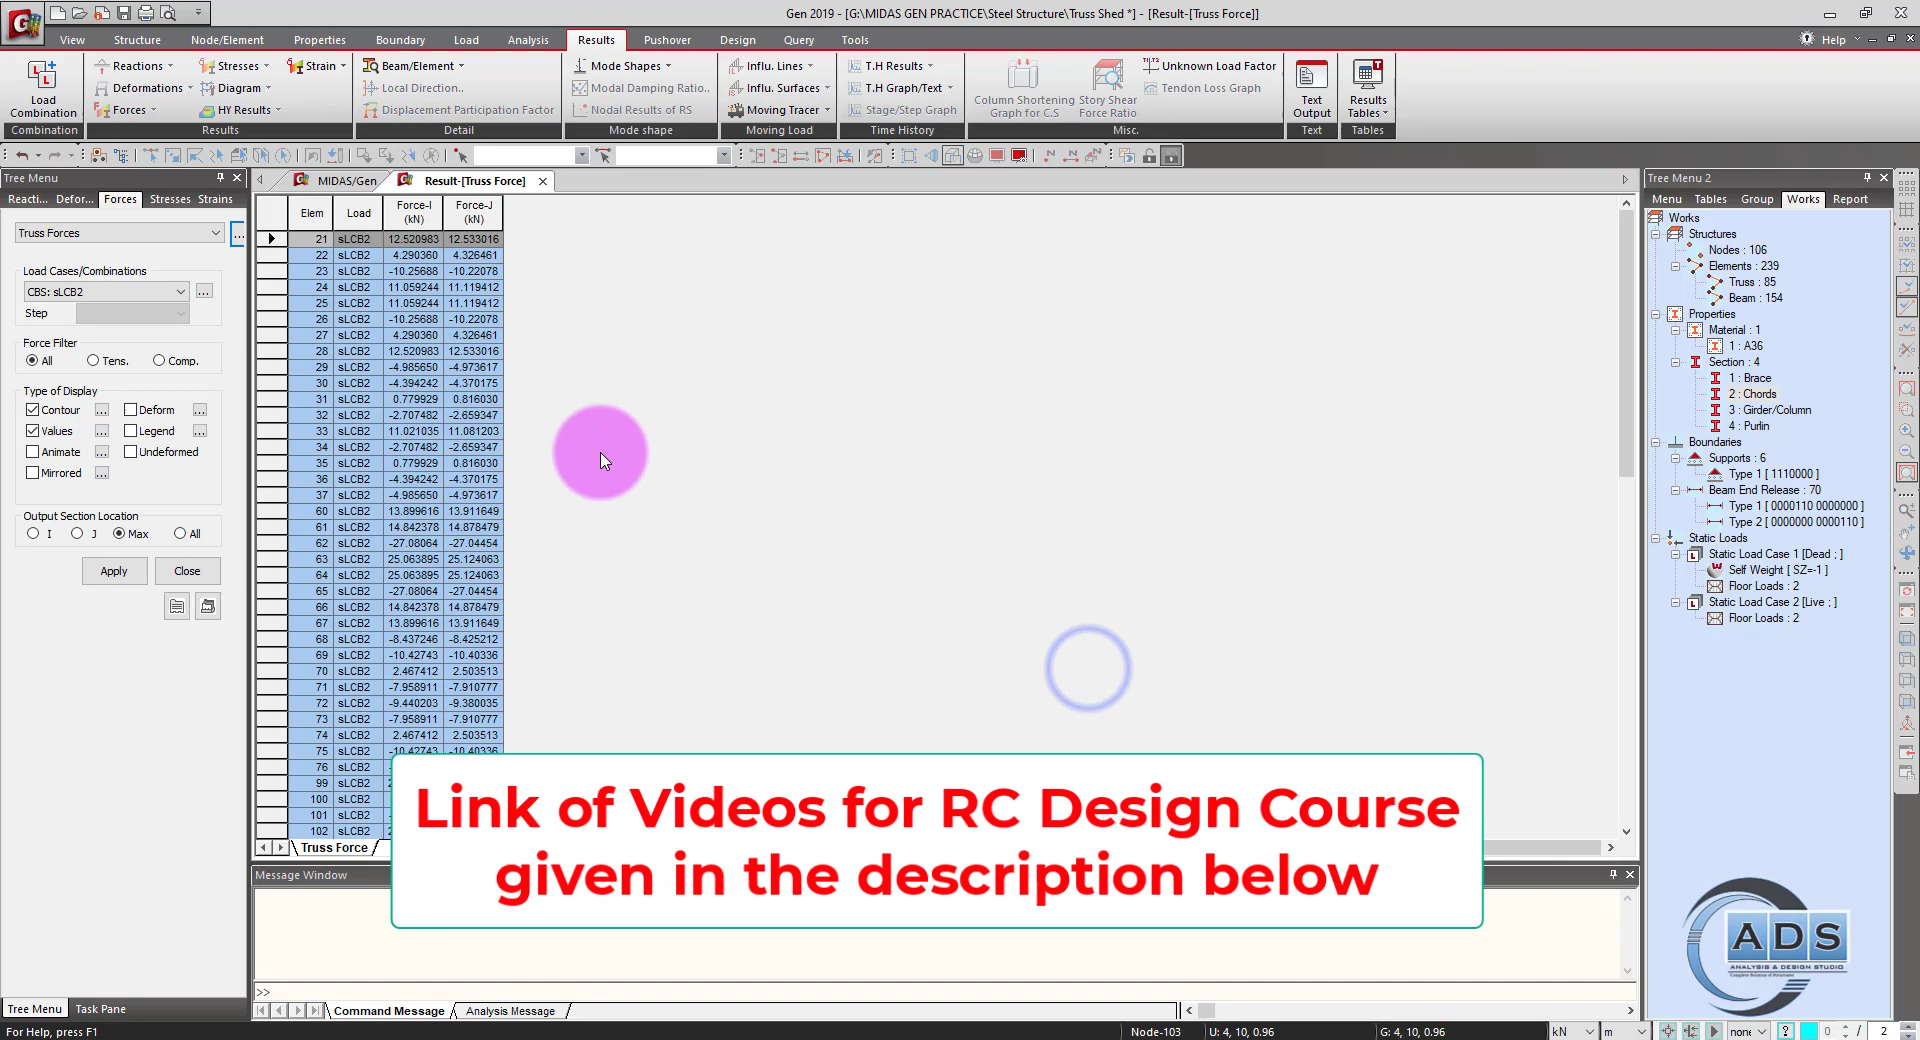 Gen 2019 - [G:\MIDAS GEN PRACTICE\Steel Structure\Truss Shed *] - [Result-[Truss Force]]
View Structure Node/Element Properties Boundary Load Analysis Results Pushover Design Query Tools Help
Load Combination
Reactions Stresses Strain
Deformations Diagram
Forces HY Results
Beam/Element
Local Direction..
Displacement Participation Factor
Mode Shapes
Modal Damping Ratio..
Nodal Results of RS
Influ. Lines
Influ. Surfaces
Moving Tracer
T.H Results
T.H Graph/Text
Stage/Step Graph
Column Shortening Graph for C.S
Story Shear Force Ratio
Unknown Load Factor
Tendon Loss Graph
Text Output
Results Tables
Combination Results Detail Mode shape Moving Load Time History Misc. Text Tables
Tree Menu
Reacti... Defor... Forces Stresses Strains
Truss Forces
...
Load Cases/Combinations
CBS: sLCB2 ...
Step
Force Filter
All Tens. Comp.
Type of Display
Contour ... Deform ...
Values ... Legend ...
Animate ... Undeformed
Mirrored ...
Output Section Location
I J Max All
Apply Close
Tree Menu Task Pane
MIDAS/Gen Result-[Truss Force]
Elem Load Force-I (kN) Force-J (kN)
21 sLCB2 12.520983 12.533016
22 sLCB2 4.290360 4.326461
23 sLCB2 -10.25688 -10.22078
24 sLCB2 11.059244 11.119412
25 sLCB2 11.059244 11.119412
26 sLCB2 -10.25688 -10.22078
27 sLCB2 4.290360 4.326461
28 sLCB2 12.520983 12.533016
29 sLCB2 -4.985650 -4.973617
30 sLCB2 -4.394242 -4.370175
31 sLCB2 0.779929 0.816030
32 sLCB2 -2.707482 -2.659347
33 sLCB2 11.021035 11.081203
34 sLCB2 -2.707482 -2.659347
35 sLCB2 0.779929 0.816030
36 sLCB2 -4.394242 -4.370175
37 sLCB2 -4.985650 -4.973617
60 sLCB2 13.899616 13.911649
61 sLCB2 14.842378 14.878479
62 sLCB2 -27.08064 -27.04454
63 sLCB2 25.063895 25.124063
64 sLCB2 25.063895 25.124063
65 sLCB2 -27.08064 -27.04454
66 sLCB2 14.842378 14.878479
67 sLCB2 13.899616 13.911649
68 sLCB2 -8.437246 -8.425212
69 sLCB2 -10.42743 -10.40336
70 sLCB2 2.467412 2.503513
71 sLCB2 -7.958911 -7.910777
72 sLCB2 -9.440203 -9.380035
73 sLCB2 -7.958911 -7.910777
74 sLCB2 2.467412 2.503513
75 sLCB2 -10.42743 -10.40336
76 sLCB2
99 sLCB2
100 sLCB2
101 sLCB2
102 sLCB2
Truss Force
Link of Videos for RC Design Course
given in the description below
Message Window
>>
Command Message Analysis Message
Tree Menu 2
Menu Tables Group Works Report
Works
Structures
Nodes : 106
Elements : 239
Truss : 85
Beam : 154
Properties
Material : 1
1 : A36
Section : 4
1 : Brace
2 : Chords
3 : Girder/Column
4 : Purlin
Boundaries
Supports : 6
Type 1 [ 1110000 ]
Beam End Release : 70
Type 1 [ 0000110 0000000 ]
Type 2 [ 0000000 0000110 ]
Static Loads
Static Load Case 1 [Dead ; ]
Self Weight [ SZ=-1 ]
Floor Loads : 2
Static Load Case 2 [Live ; ]
Floor Loads : 2
ADS
ANALYSIS & DESIGN STUDIO
For Help, press F1
Node-103 U: 4, 10, 0.96 G: 4, 10, 0.96 kN m none ? 0 / 2